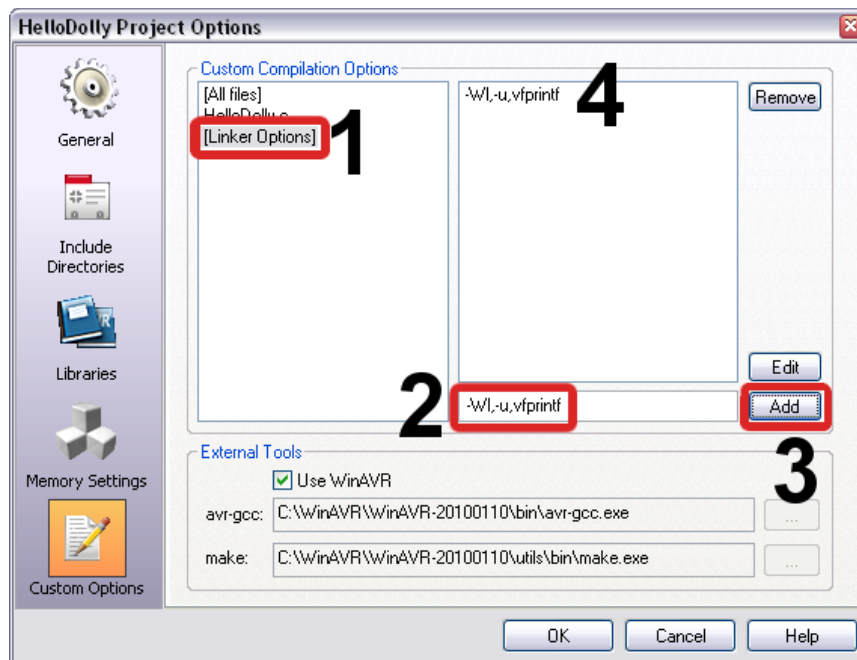 HelloDolly Project Options
General
Include
Directories
Libraries
Memory Settings
Custom Options
Custom Compilation Options
[All files]
HelloDolly.c
[Linker Options]
1
-Wl,-u,vfprintf
4
Remove
Edit
2
-Wl,-u,vfprintf
Add
3
External Tools
Use WinAVR
avr-gcc:
C:\WinAVR\WinAVR-20100110\bin\avr-gcc.exe
...
make:
C:\WinAVR\WinAVR-20100110\utils\bin\make.exe
...
OK
Cancel
Help